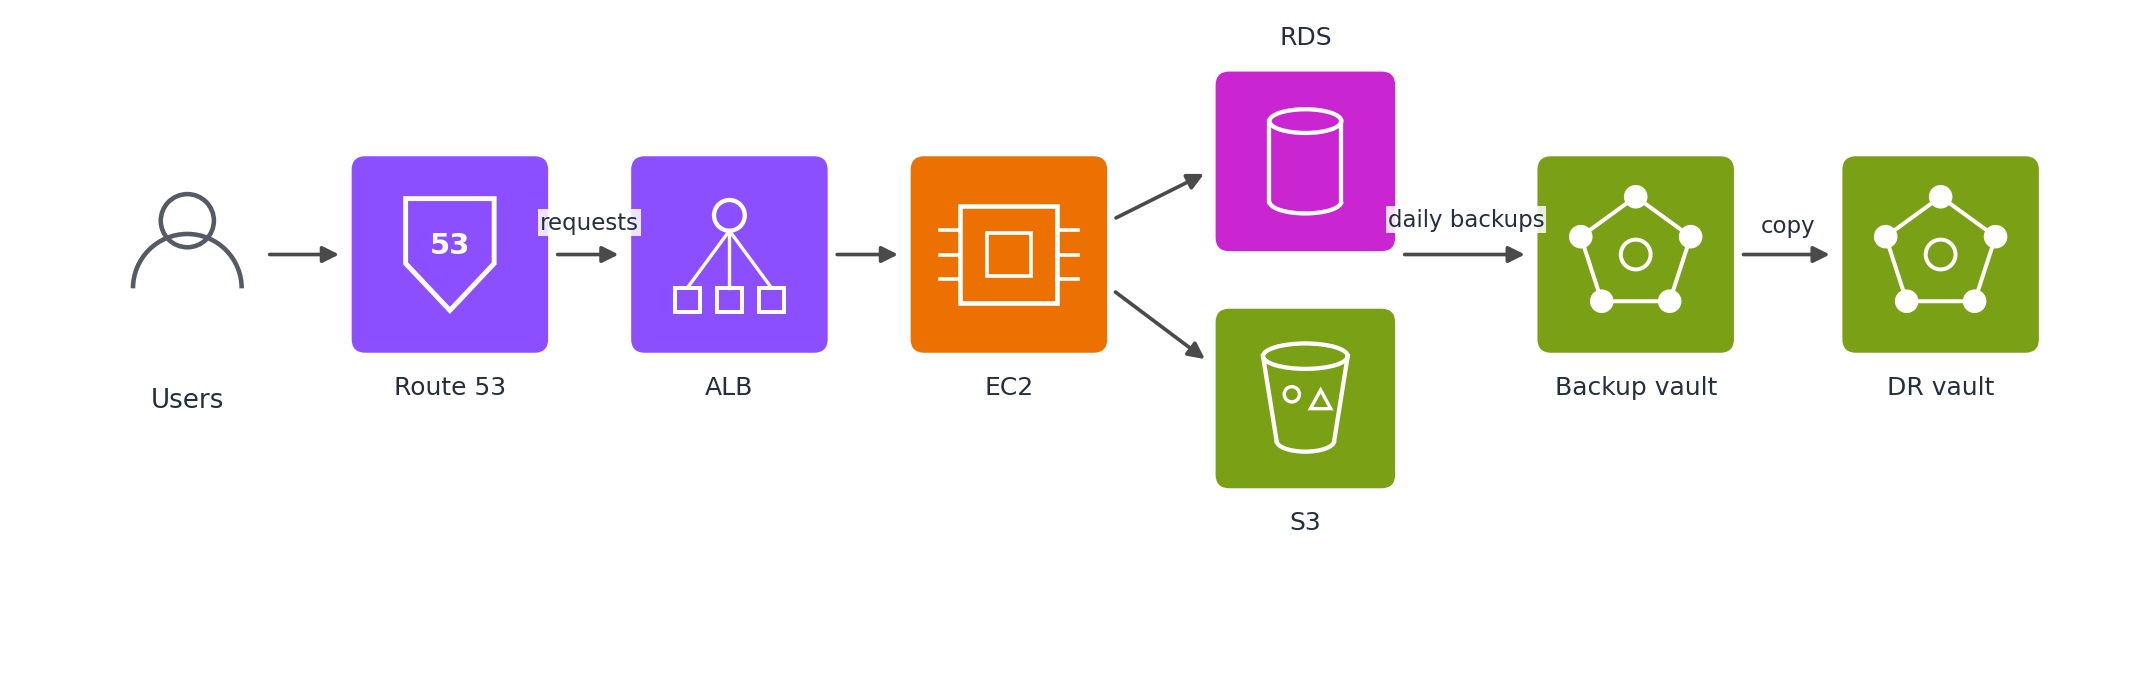 Users
53
Route 53
requests
ALB
EC2
RDS
S3
daily backups
Backup vault
copy
DR vault